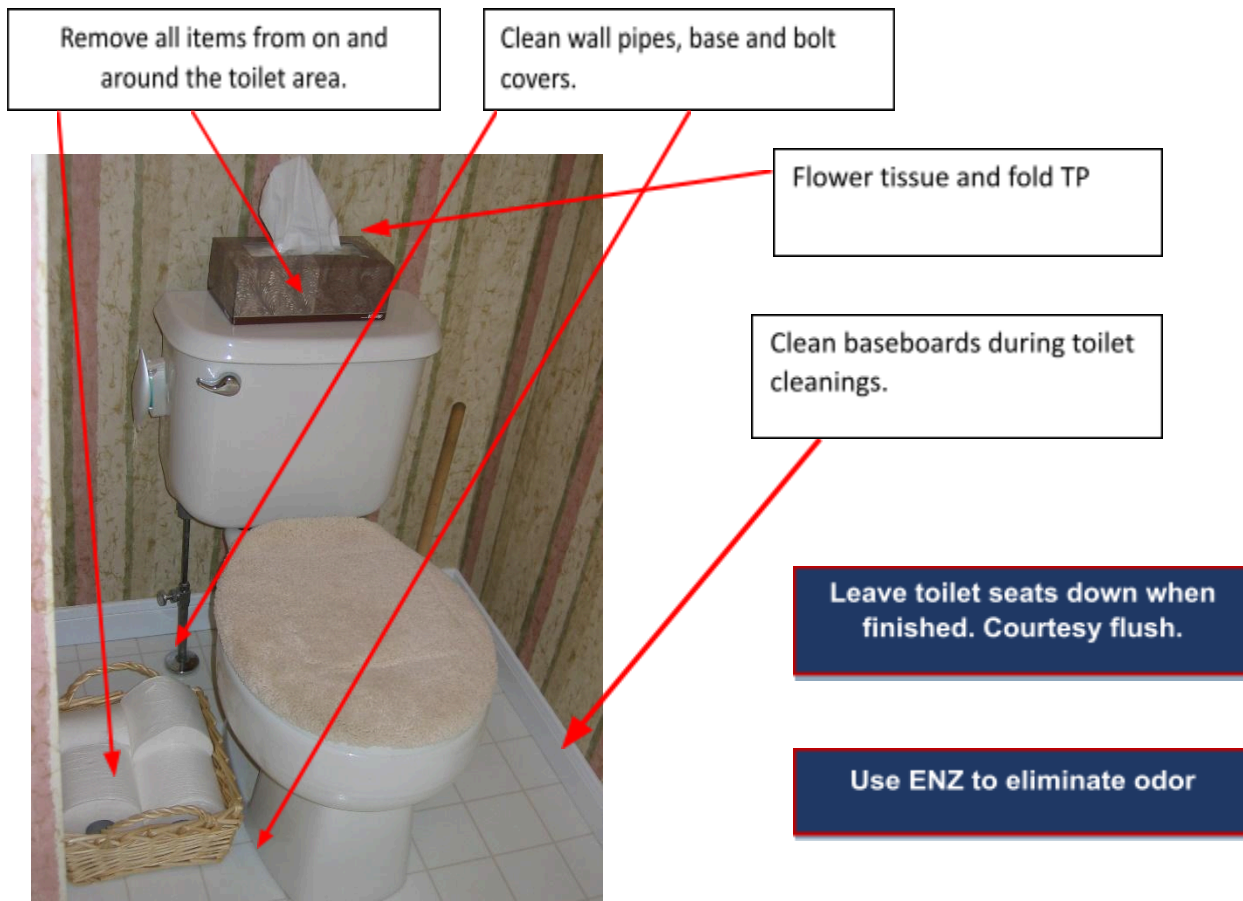 Remove all items from on and
around the toilet area.
Clean wall pipes, base and bolt
covers.
Flower tissue and fold TP
Clean baseboards during toilet
cleanings.
Leave toilet seats down when
finished. Courtesy flush.
Use ENZ to eliminate odor